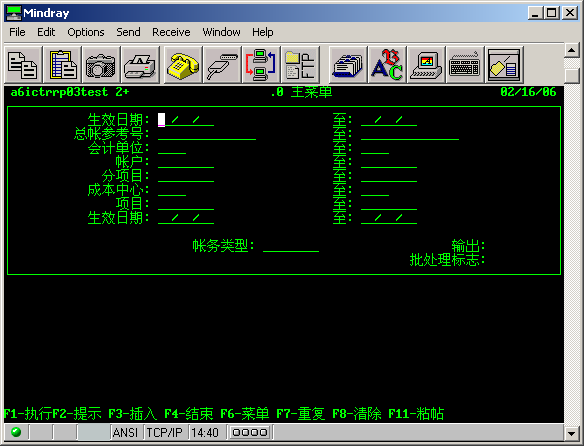 Mindray
File Edit Options Send Receive Window Help
a6ictrrp03test 2+ .0 主菜单 02/16/06
生效日期: / / 至: / /
总帐参考号: 至:
会计单位: 至:
帐户: 至:
分项目: 至:
成本中心: 至:
项目: 至:
生效日期: / / 至: / /
帐务类型: 输出:
批处理标志:
F1-执行F2-提示 F3-插入 F4-结束 F6-菜单 F7-重复 F8-清除 F11-粘帖
ANSI TCP/IP 14:40